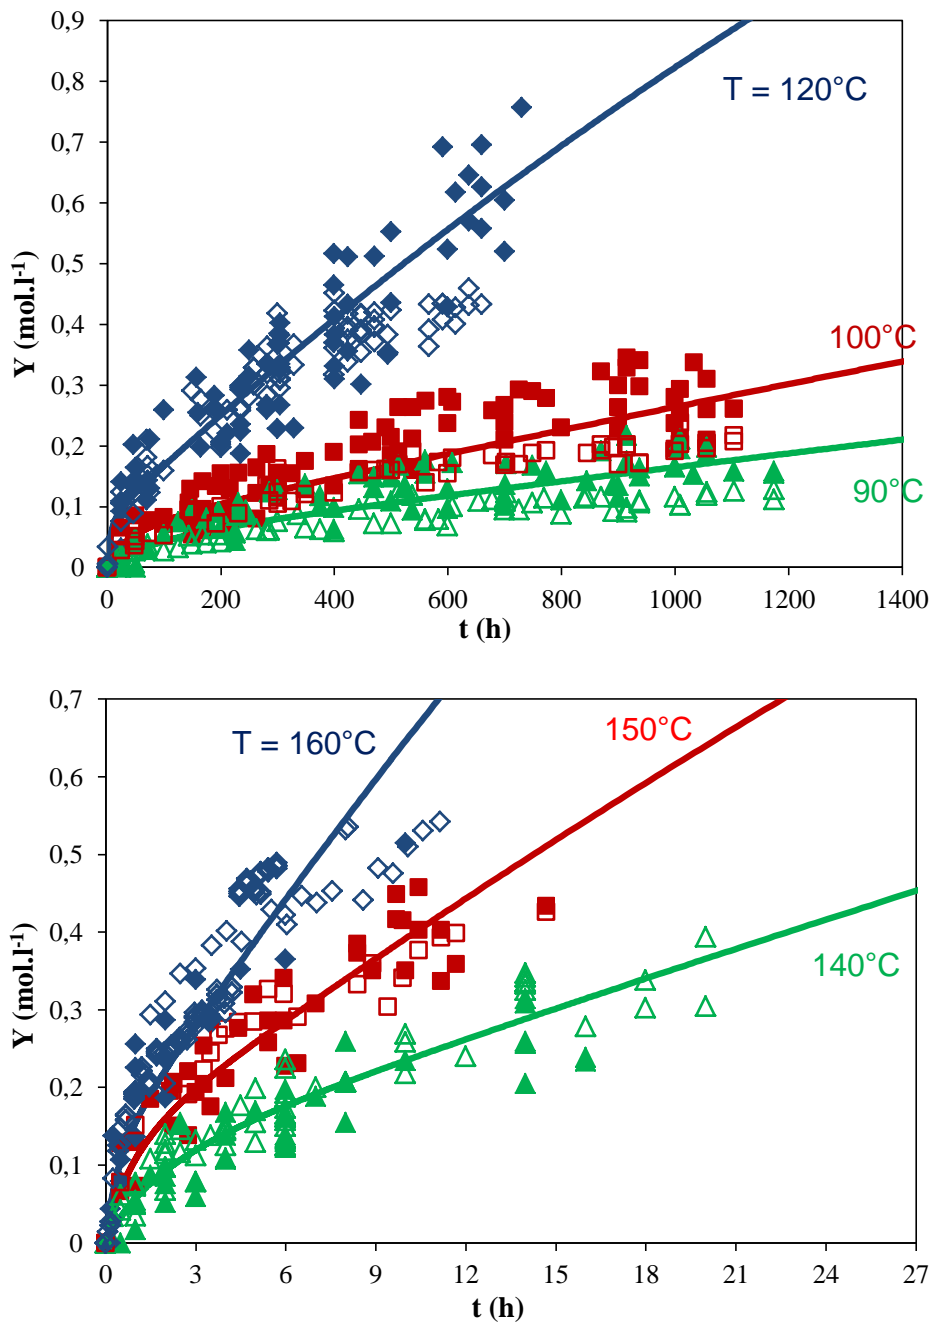 0,9
0,8
0,7
0,6
0,5
0,4
0,3
0,2
0,1
0
Y (mol.l-1)
T = 120°C
100°C
90°C
0 200 400 600 800 1000 1200 1400
t (h)
0,7
0,6
0,5
0,4
0,3
0,2
0,1
0
Y (mol.l-1)
T = 160°C
150°C
140°C
0 3 6 9 12 15 18 21 24 27
t (h)